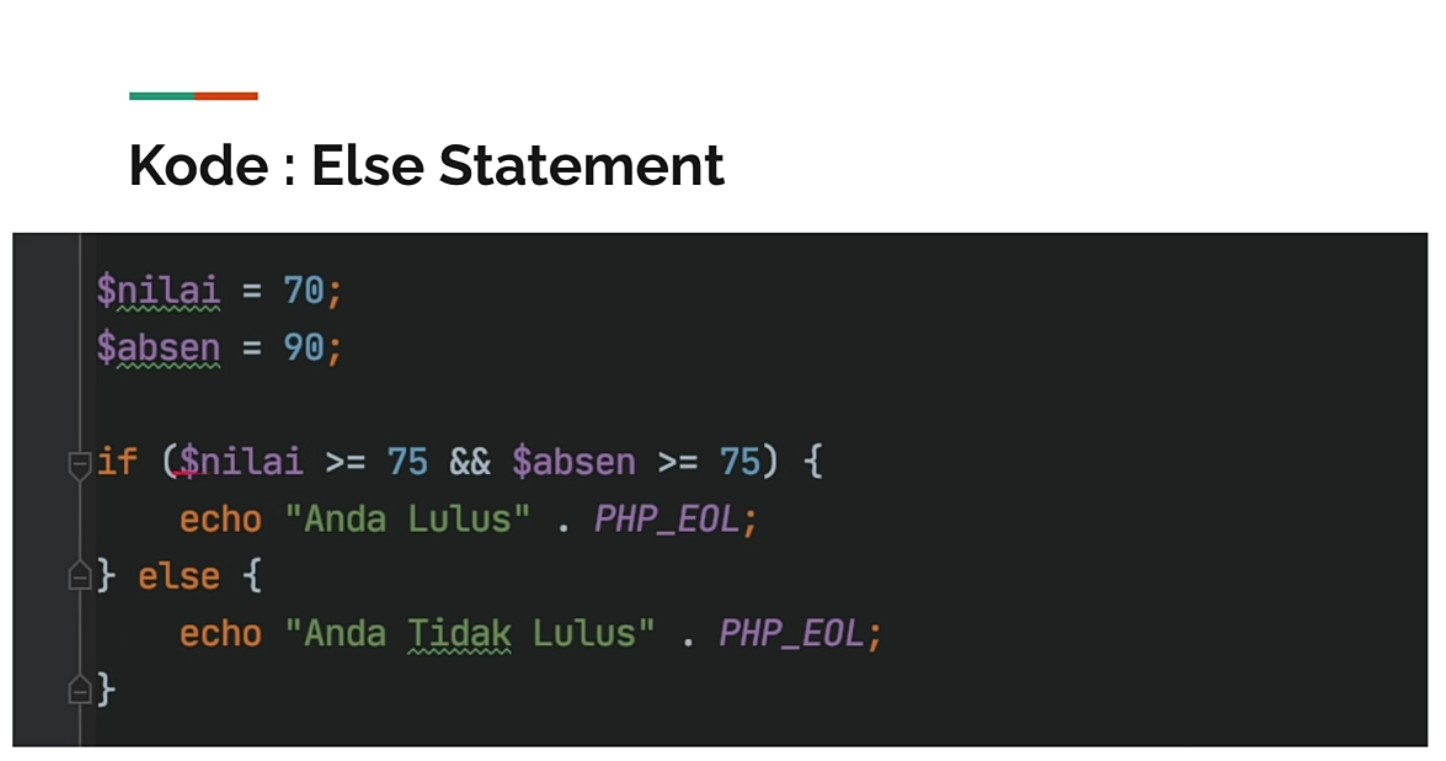 Kode : Else Statement
$nilai = 70;
$absen = 90;
if ($nilai >= 75 && $absen >= 75) {
    echo "Anda Lulus" . PHP_EOL;
} else {
    echo "Anda Tidak Lulus" . PHP_EOL;
}